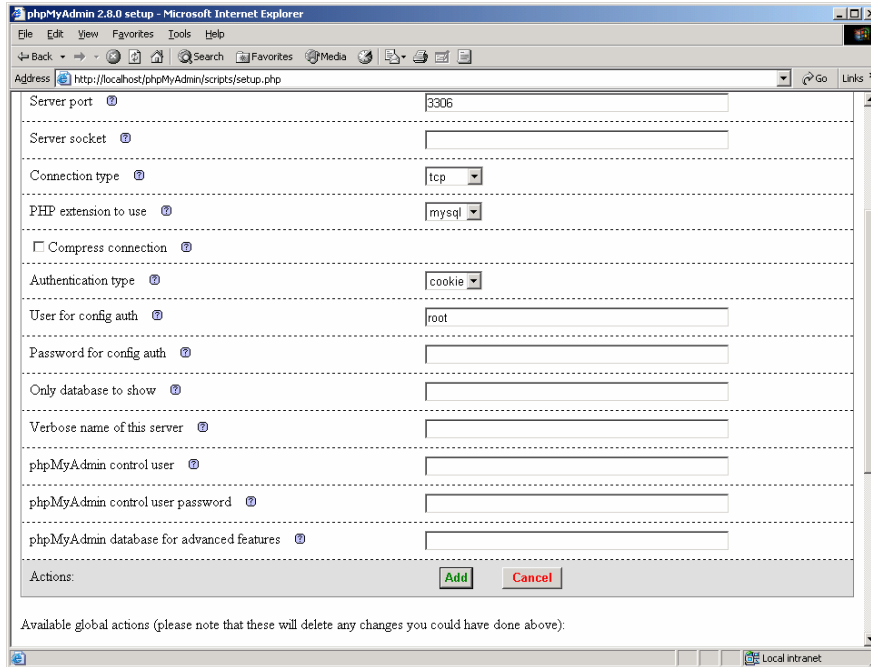 phpMyAdmin 2.8.0 setup - Microsoft Internet Explorer
File Edit View Favorites Tools Help
Back Search Favorites Media
Address http://localhost/phpMyAdmin/scripts/setup.php Go Links
Server port 3306
Server socket
Connection type tcp
PHP extension to use mysql
Compress connection
Authentication type cookie
User for config auth root
Password for config auth
Only database to show
Verbose name of this server
phpMyAdmin control user
phpMyAdmin control user password
phpMyAdmin database for advanced features
Actions: Add Cancel
Available global actions (please note that these will delete any changes you could have done above):
Local intranet